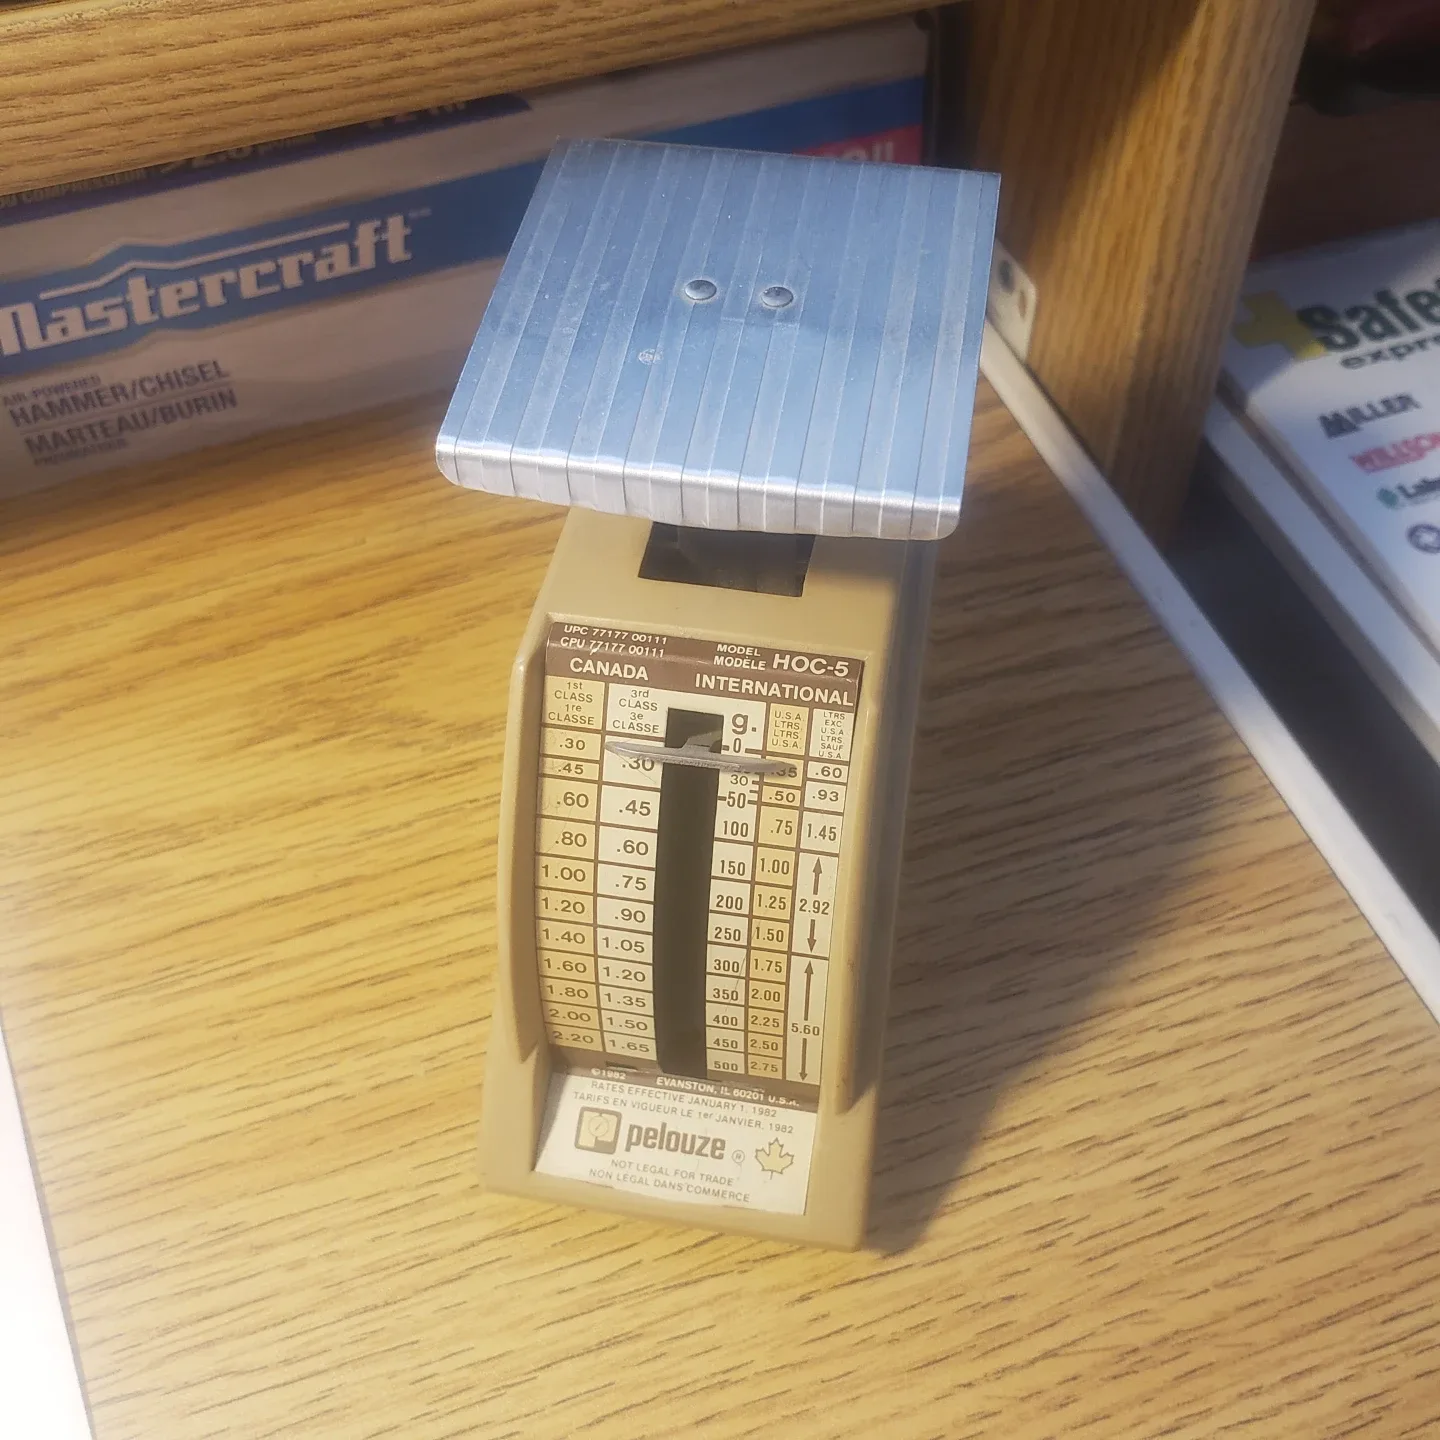 Mastercraft
AIR-POWERED
HAMMER/CHISEL
MARTEAU/BURIN
PNEUMATIQUE
MILLER
UPC 77177 00111
CPU 77177 00111
MODEL
MODÈLE HOC-5
CANADA
INTERNATIONAL
1st CLASS 1re CLASSE
3rd CLASS 3e CLASSE
g.
U.S.A. LTRS. LTRS. U.S.A.
LTRS EXC. U.S.A. LTRS SAUF U.S.A.
0
.30 .30 .35 .60
.45 30 .50 .93
50
.60 .45 100 .75 1.45
.80 .60 150 1.00
1.00 .75 200 1.25 2.92
1.20 .90 250 1.50
1.40 1.05 300 1.75
1.60 1.20 350 2.00
1.80 1.35 400 2.25 5.60
2.00 1.50 450 2.50
2.20 1.65 500 2.75
©1982 EVANSTON, IL 60201 U.S.A.
RATES EFFECTIVE JANUARY 1, 1982
TARIFS EN VIGUEUR LE 1er JANVIER, 1982
pelouze ®
NOT LEGAL FOR TRADE
NON LEGAL DANS COMMERCE